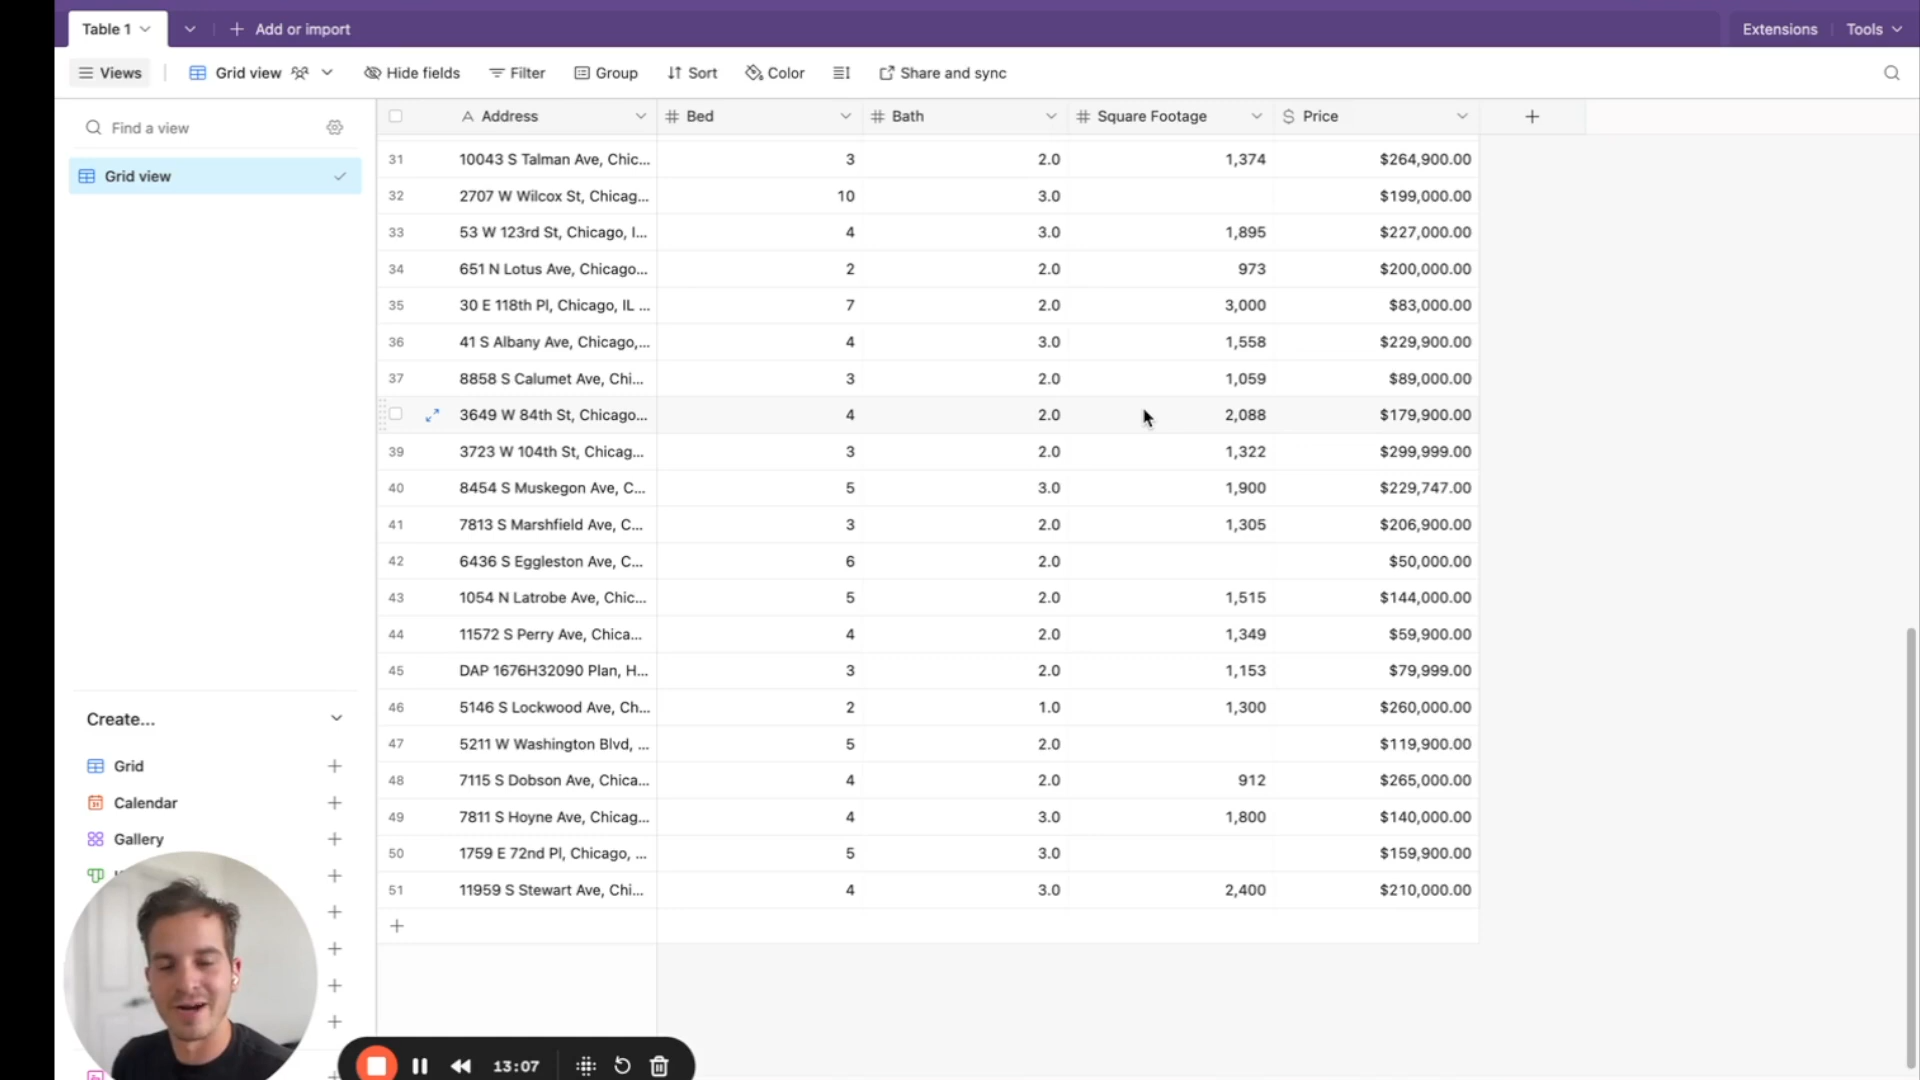 Table 1
Add or import
Extensions
Tools
Views
Grid view
Hide fields
Filter
Group
Sort
Color
Share and sync
Find a view
Grid view
Address Bed Bath Square Footage Price
31 10043 S Talman Ave, Chic... 3 2.0 1,374 $264,900.00
32 2707 W Wilcox St, Chicag... 10 3.0 $199,000.00
33 53 W 123rd St, Chicago, I... 4 3.0 1,895 $227,000.00
34 651 N Lotus Ave, Chicago... 2 2.0 973 $200,000.00
35 30 E 118th Pl, Chicago, IL ... 7 2.0 3,000 $83,000.00
36 41 S Albany Ave, Chicago,... 4 3.0 1,558 $229,900.00
37 8858 S Calumet Ave, Chi... 3 2.0 1,059 $89,000.00
3649 W 84th St, Chicago... 4 2.0 2,088 $179,900.00
39 3723 W 104th St, Chicag... 3 2.0 1,322 $299,999.00
40 8454 S Muskegon Ave, C... 5 3.0 1,900 $229,747.00
41 7813 S Marshfield Ave, C... 3 2.0 1,305 $206,900.00
42 6436 S Eggleston Ave, C... 6 2.0 $50,000.00
43 1054 N Latrobe Ave, Chic... 5 2.0 1,515 $144,000.00
44 11572 S Perry Ave, Chica... 4 2.0 1,349 $59,900.00
45 DAP 1676H32090 Plan, H... 3 2.0 1,153 $79,999.00
46 5146 S Lockwood Ave, Ch... 2 1.0 1,300 $260,000.00
47 5211 W Washington Blvd, ... 5 2.0 $119,900.00
48 7115 S Dobson Ave, Chica... 4 2.0 912 $265,000.00
49 7811 S Hoyne Ave, Chicag... 4 3.0 1,800 $140,000.00
50 1759 E 72nd Pl, Chicago, ... 5 3.0 $159,900.00
51 11959 S Stewart Ave, Chi... 4 3.0 2,400 $210,000.00
Create...
Grid
Calendar
Gallery
13:07